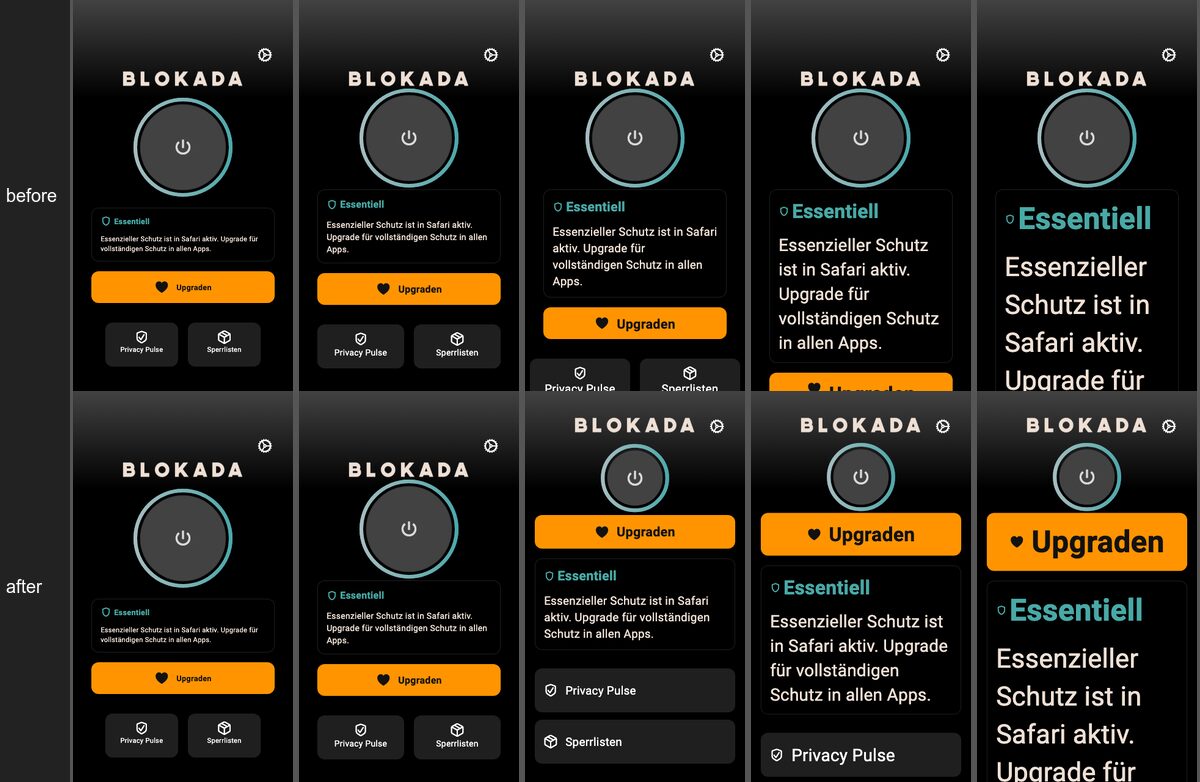 before
BLOKADA
Essentiell
Essenzieller Schutz ist in Safari aktiv. Upgrade für
vollständigen Schutz in allen Apps.
Upgraden
Privacy Pulse
Sperrlisten
BLOKADA
Essentiell
Essenzieller Schutz ist in Safari aktiv.
Upgrade für vollständigen Schutz in allen
Apps.
Upgraden
Privacy Pulse
Sperrlisten
BLOKADA
Essentiell
Essenzieller Schutz ist in Safari
aktiv. Upgrade für
vollständigen Schutz in allen
Apps.
Upgraden
Privacy Pulse
Sperrlisten
BLOKADA
Essentiell
Essenzieller Schutz
ist in Safari aktiv.
Upgrade für
vollständigen Schutz
in allen Apps.
Upgraden
BLOKADA
Essentiell
Essenzieller
Schutz ist in
Safari aktiv.
Upgrade für
after
BLOKADA
Essentiell
Essenzieller Schutz ist in Safari aktiv. Upgrade für
vollständigen Schutz in allen Apps.
Upgraden
Privacy Pulse
Sperrlisten
BLOKADA
Essentiell
Essenzieller Schutz ist in Safari aktiv.
Upgrade für vollständigen Schutz in allen
Apps.
Upgraden
Privacy Pulse
Sperrlisten
BLOKADA
Upgraden
Essentiell
Essenzieller Schutz ist in Safari
aktiv. Upgrade für vollständigen
Schutz in allen Apps.
Privacy Pulse
Sperrlisten
BLOKADA
Upgraden
Essentiell
Essenzieller Schutz ist
in Safari aktiv. Upgrade
für vollständigen
Schutz in allen Apps.
Privacy Pulse
BLOKADA
Upgraden
Essentiell
Essenzieller
Schutz ist in
Safari aktiv.
Upgrade für